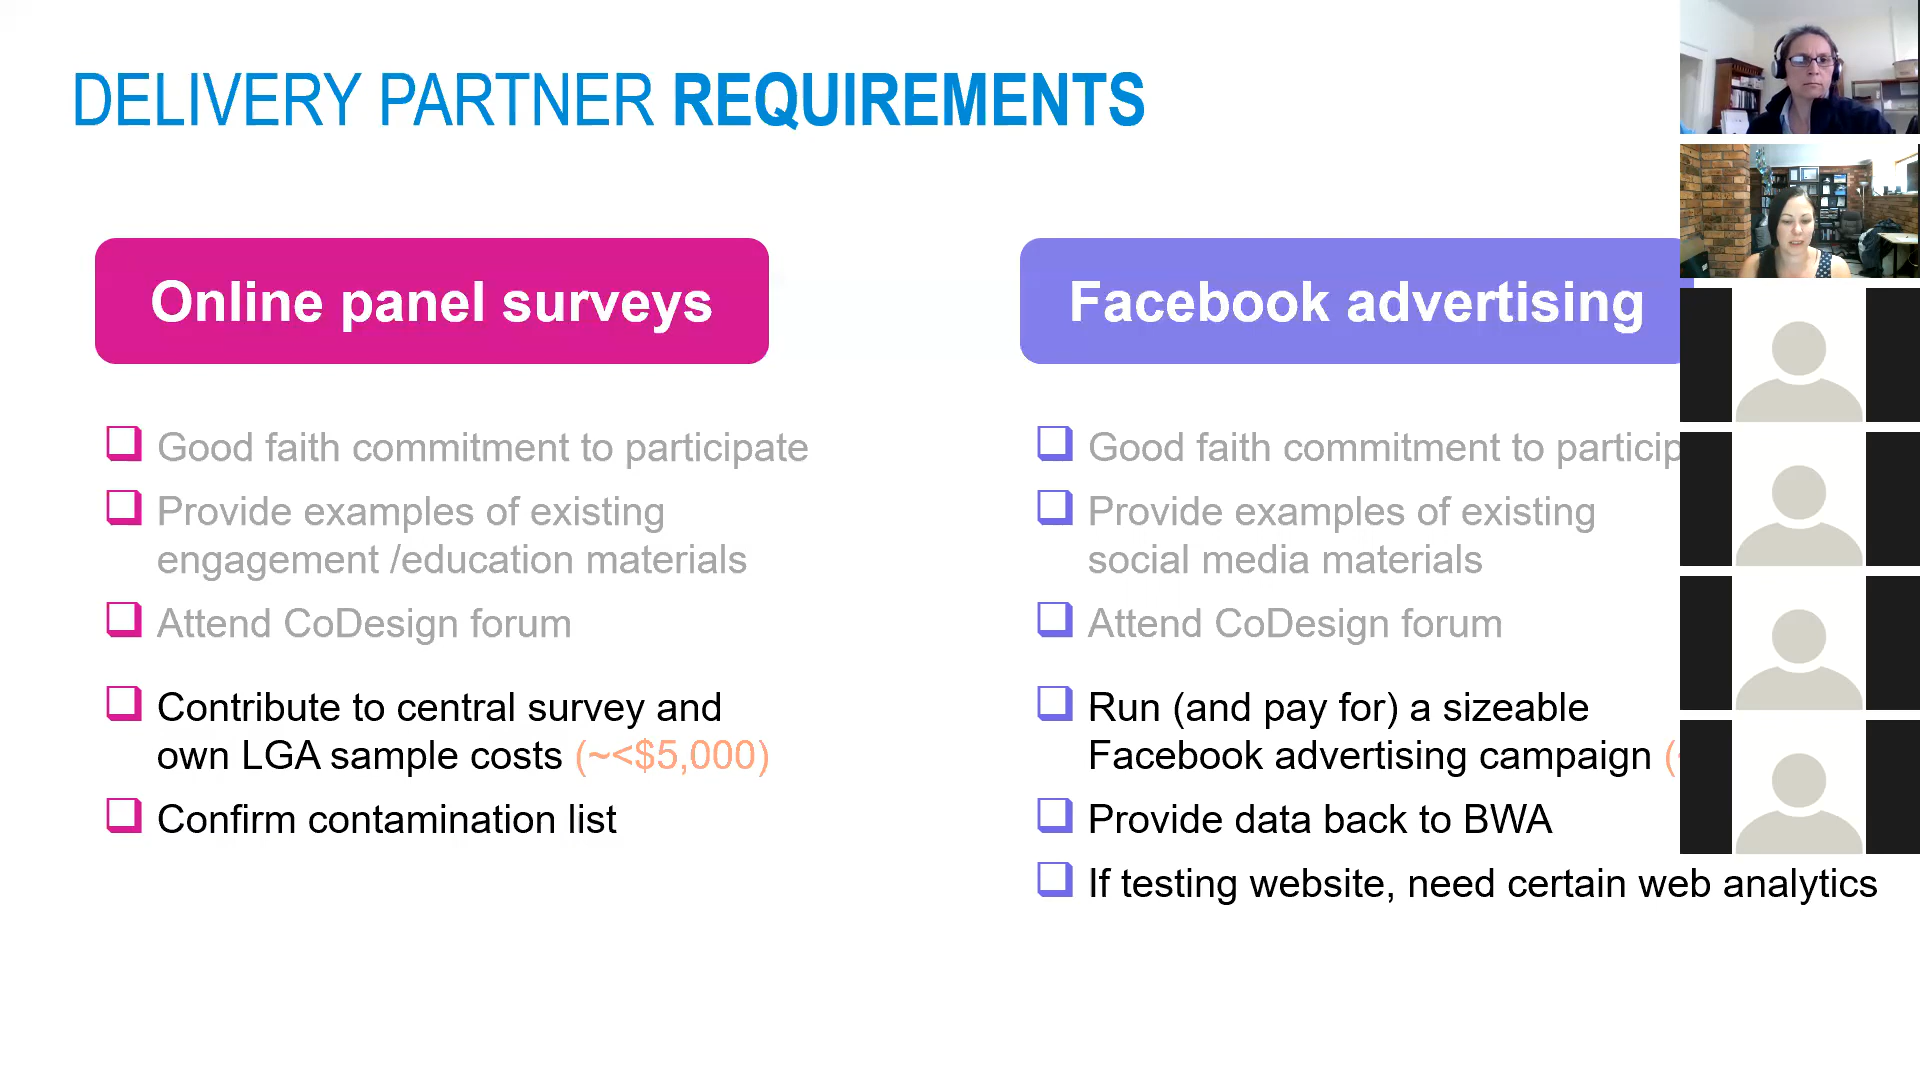 DELIVERY PARTNER REQUIREMENTS
Online panel surveys
Good faith commitment to participate
Provide examples of existing
engagement /education materials
Attend CoDesign forum
Contribute to central survey and
own LGA sample costs (~<$5,000)
Confirm contamination list
Facebook advertising
Good faith commitment to
Provide examples of existing
social media materials
Attend CoDesign forum
Run (and pay for) a sizeable
Facebook advertising campaign
Provide data back to BWA
If testing website, need certain web analytics